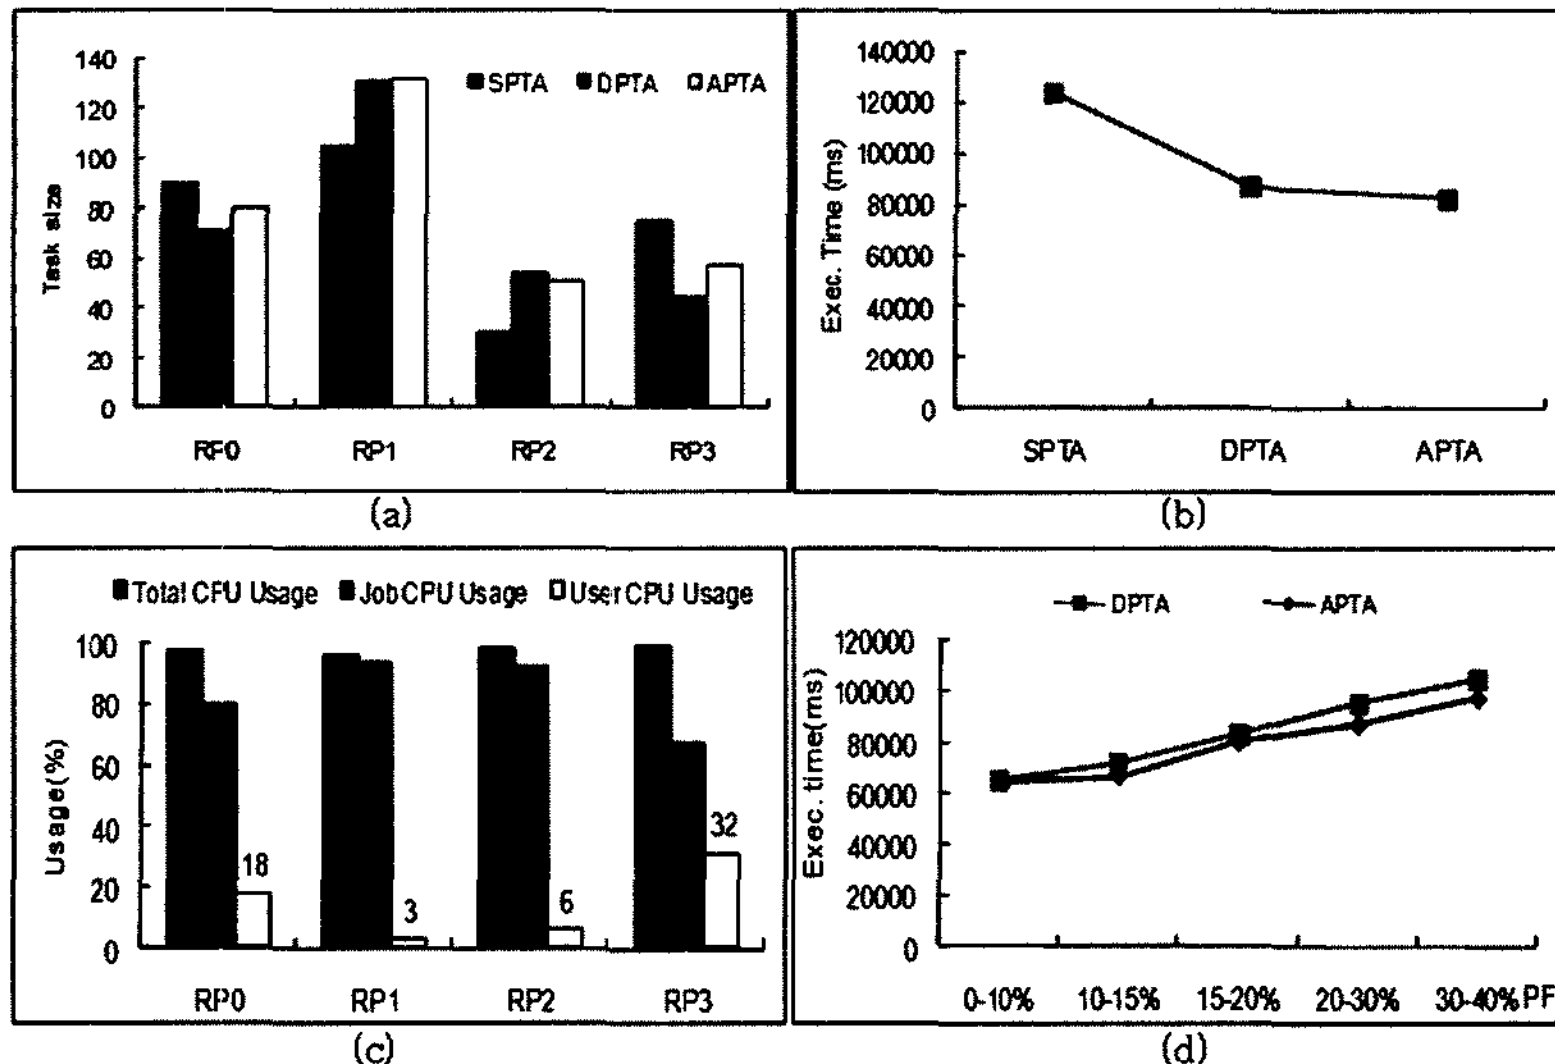 140
120
100
80
60
40
20
0
Task size
SPTA DPTA APTA
RP0 RP1 RP2 RP3
(a)
140000
120000
100000
80000
60000
40000
20000
0
Exec. Time (ms)
SPTA DPTA APTA
(b)
Total CPU Usage Job CPU Usage User CPU Usage
100
80
60
40
20
0
Usage(%)
18 3 6 32
RP0 RP1 RP2 RP3
(c)
DPTA APTA
120000
100000
80000
60000
40000
20000
0
Exec. time(ms)
0-10% 10-15% 15-20% 20-30% 30-40% PF
(d)